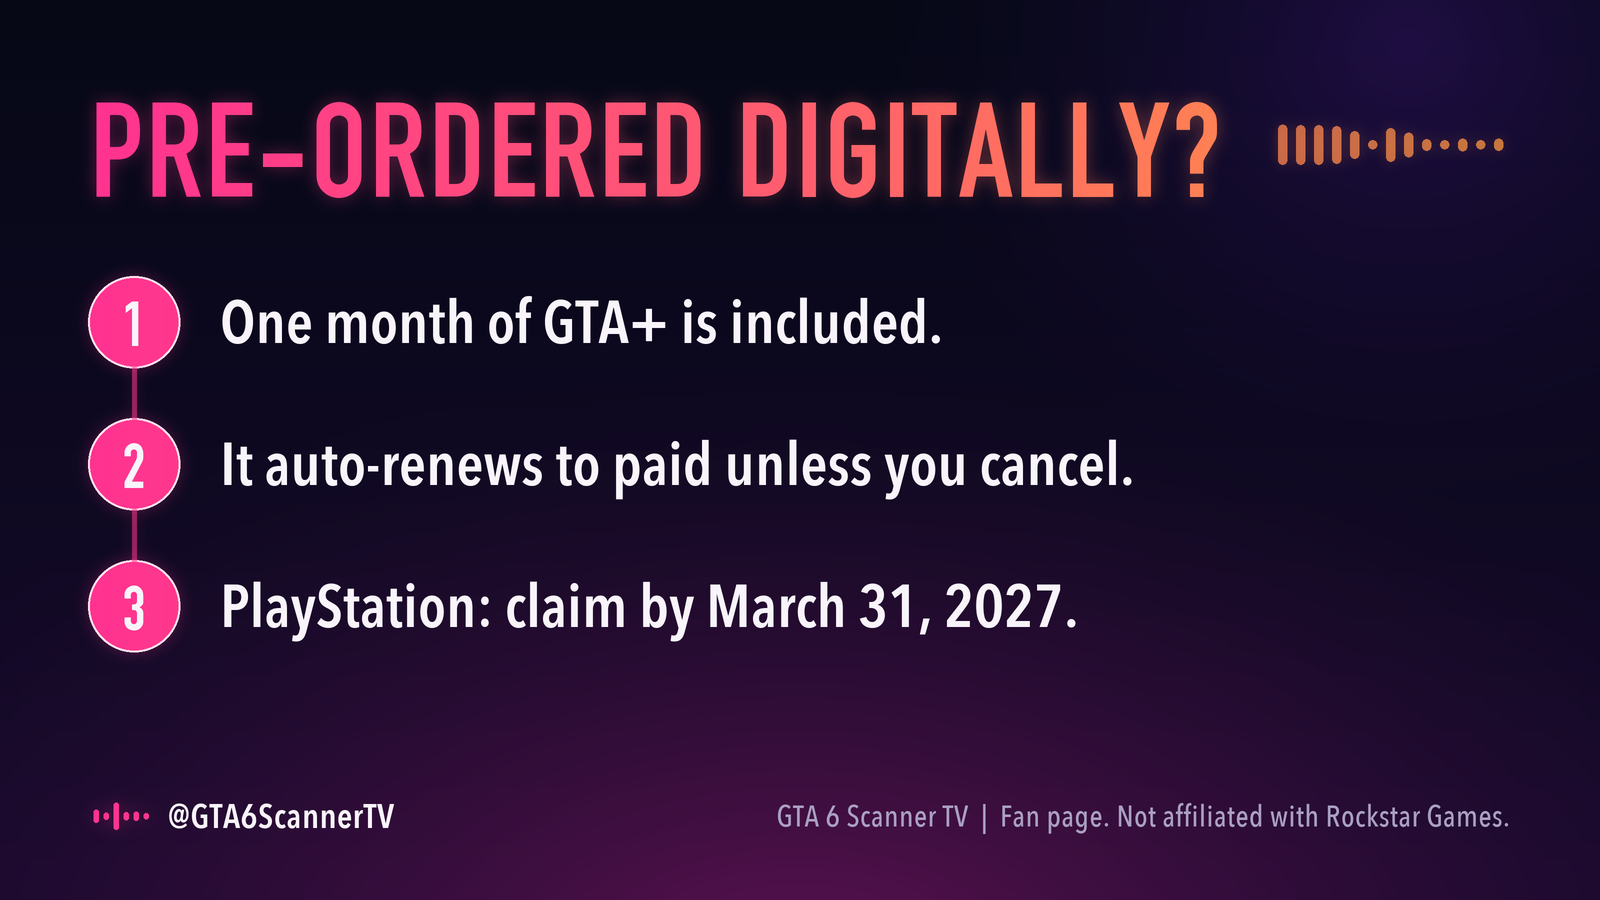 PRE-ORDERED DIGITALLY?
1 One month of GTA+ is included.
2 It auto-renews to paid unless you cancel.
3 PlayStation: claim by March 31, 2027.
@GTA6ScannerTV
GTA 6 Scanner TV | Fan page. Not affiliated with Rockstar Games.